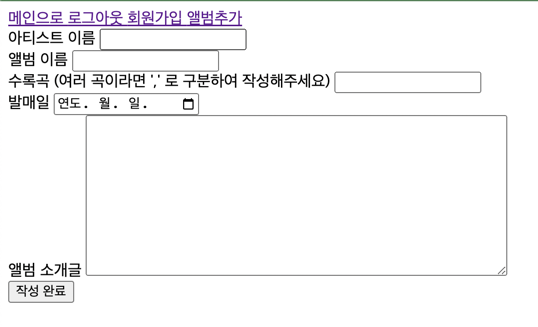 메인으로 로그아웃 회원가입 앨범추가
아티스트 이름
앨범 이름
수록곡 (여러 곡이라면 ',' 로 구분하여 작성해주세요)
발매일 연도. 월. 일.
앨범 소개글
작성 완료